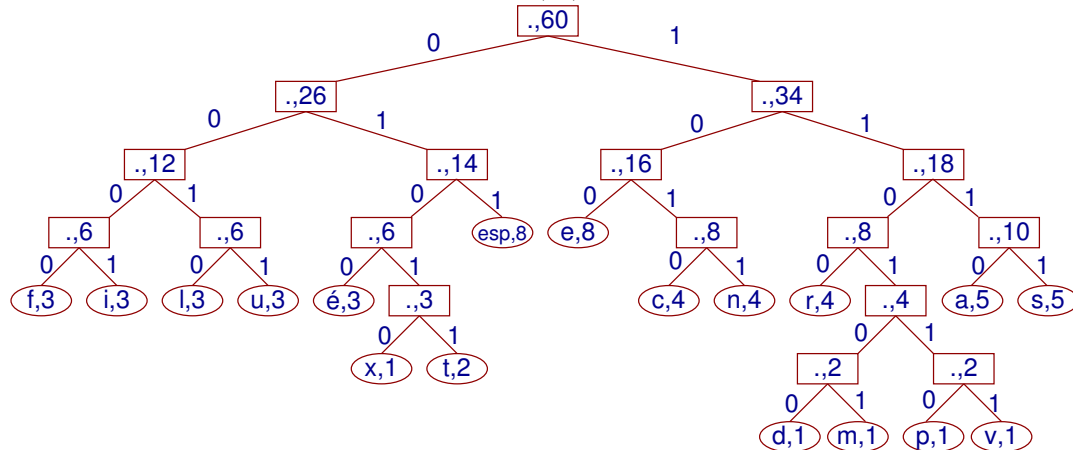 .,60
0 1
.,26 .,34
0 1 0 1
.,12 .,14 .,16 .,18
0 1 0 1 0 1 0 1
.,6 .,6 .,6 esp,8 e,8 .,8 .,8 .,10
0 1 0 1 0 1 0 1 0 1 0 1
f,3 i,3 l,3 u,3 é,3 .,3 c,4 n,4 r,4 .,4 a,5 s,5
0 1 0 1
x,1 t,2 .,2 .,2
0 1 0 1
d,1 m,1 p,1 v,1